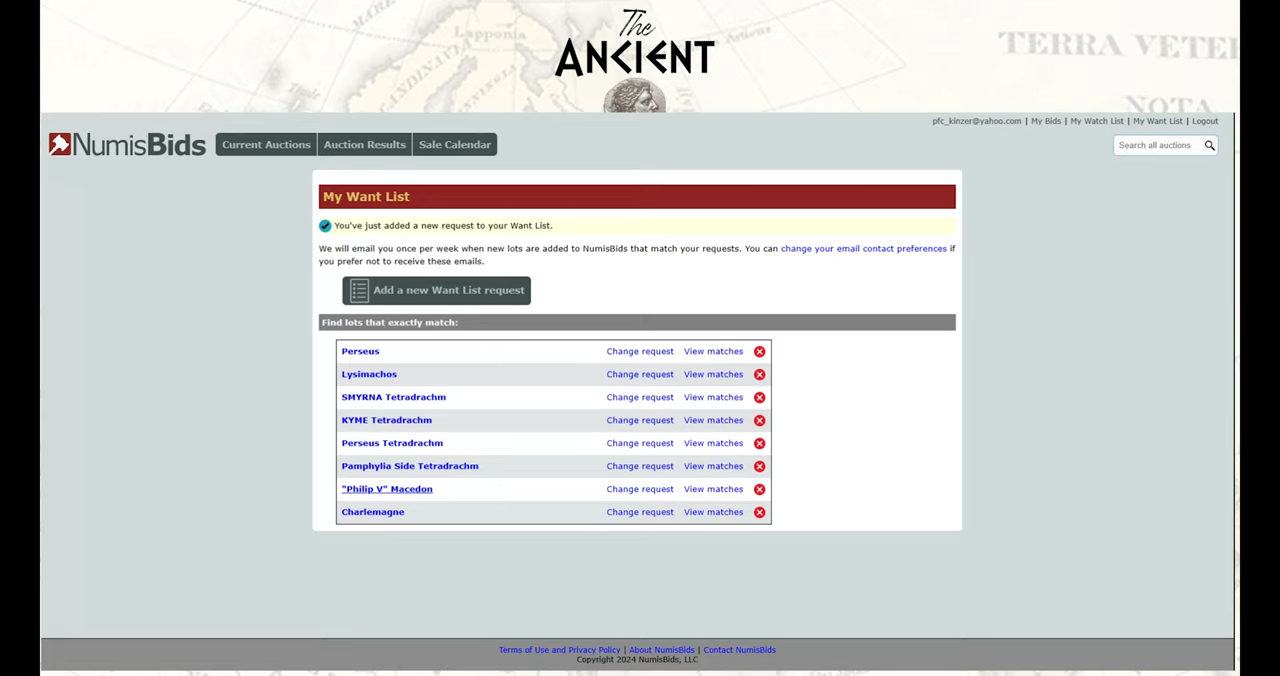 The
ANCIENT
Lapponia
TERRA VETE
NOTA
pfc_kinzer@yahoo.com | My Bids | My Watch List | My Want List | Logout
NumisBids
Current Auctions
Auction Results
Sale Calendar
Search all auctions
My Want List
You've just added a new request to your Want List.
We will email you once per week when new lots are added to NumisBids that match your requests. You can change your email contact preferences if
you prefer not to receive these emails.
Add a new Want List request
Find lots that exactly match:
Perseus Change request View matches
Lysimachos Change request View matches
SMYRNA Tetradrachm Change request View matches
KYME Tetradrachm Change request View matches
Perseus Tetradrachm Change request View matches
Pamphylia Side Tetradrachm Change request View matches
"Philip V" Macedon Change request View matches
Charlemagne Change request View matches
Terms of Use and Privacy Policy | About NumisBids | Contact NumisBids
Copyright 2024 NumisBids, LLC